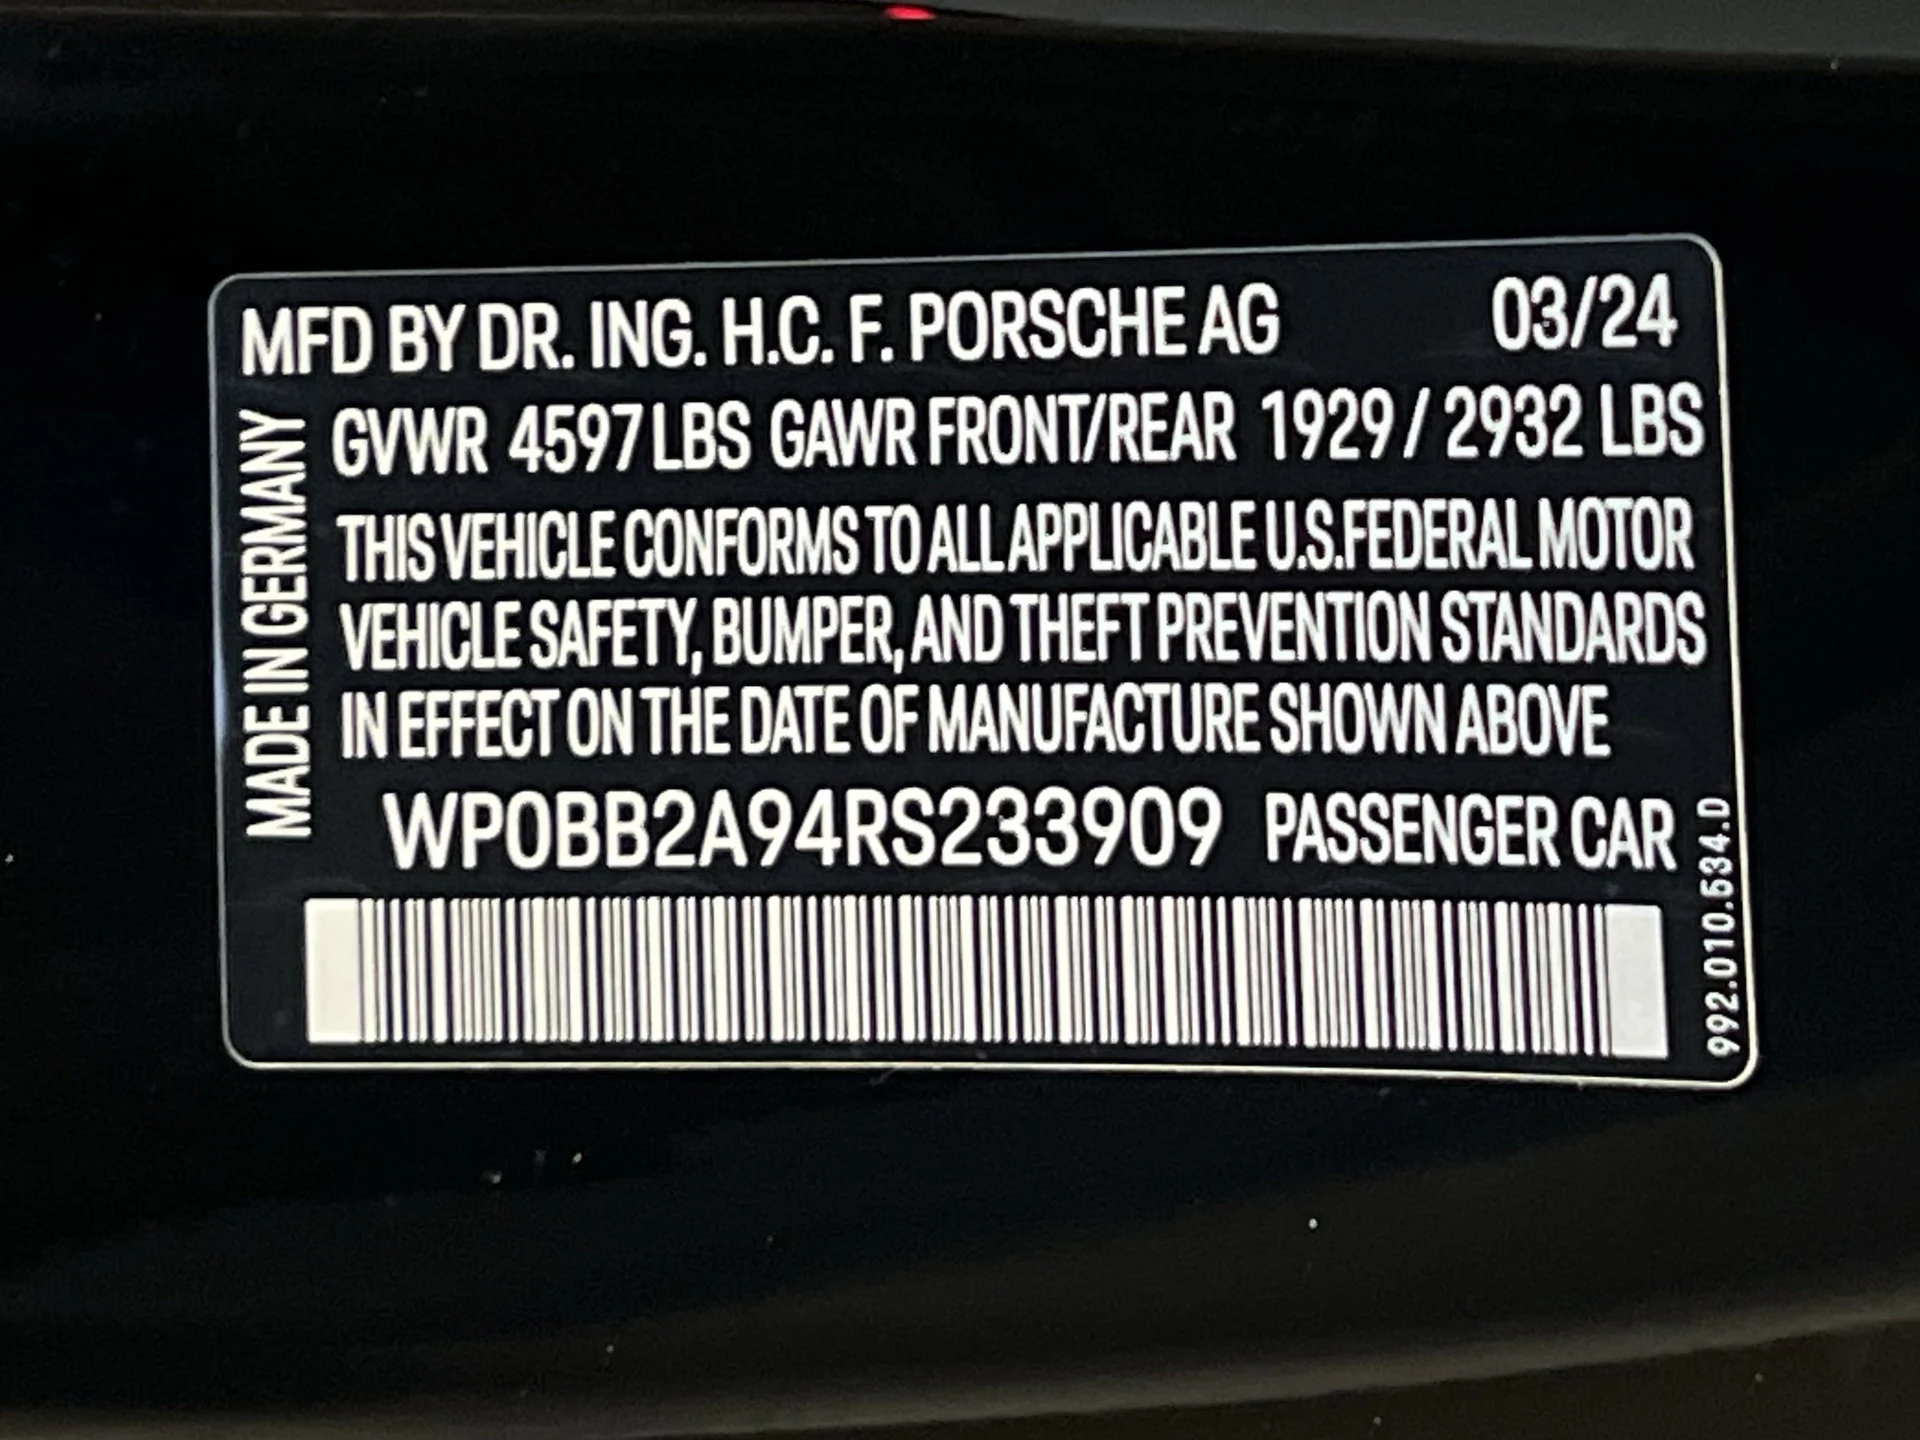 MFD BY DR. ING. H.C. F. PORSCHE AG 03/24
MADE IN GERMANY
GVWR 4597 LBS GAWR FRONT/REAR 1929 / 2932 LBS
THIS VEHICLE CONFORMS TO ALL APPLICABLE U.S.FEDERAL MOTOR
VEHICLE SAFETY, BUMPER, AND THEFT PREVENTION STANDARDS
IN EFFECT ON THE DATE OF MANUFACTURE SHOWN ABOVE
WP0BB2A94RS233909 PASSENGER CAR
992.010.534.D